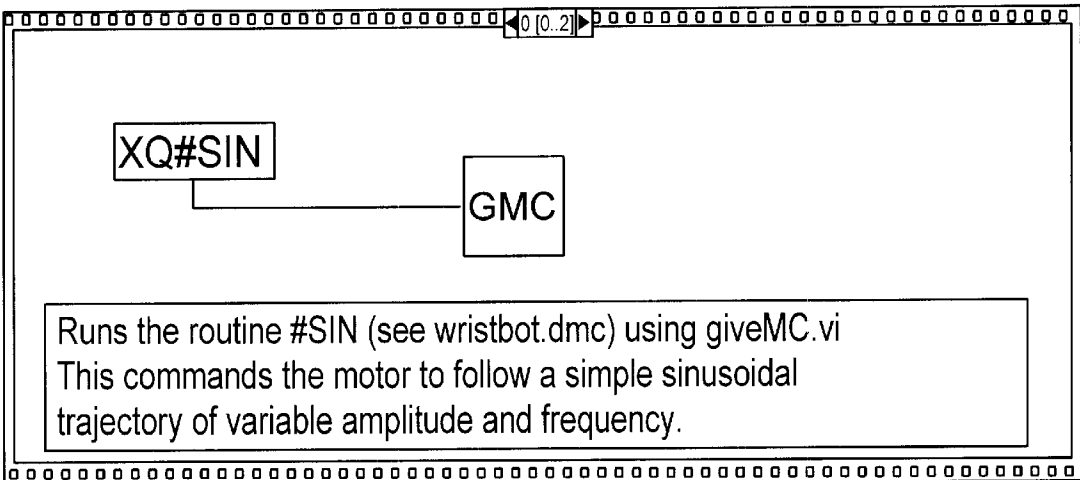 0 [0..2]
XQ#SIN
GMC
Runs the routine #SIN (see wristbot.dmc) using giveMC.vi
This commands the motor to follow a simple sinusoidal
trajectory of variable amplitude and frequency.